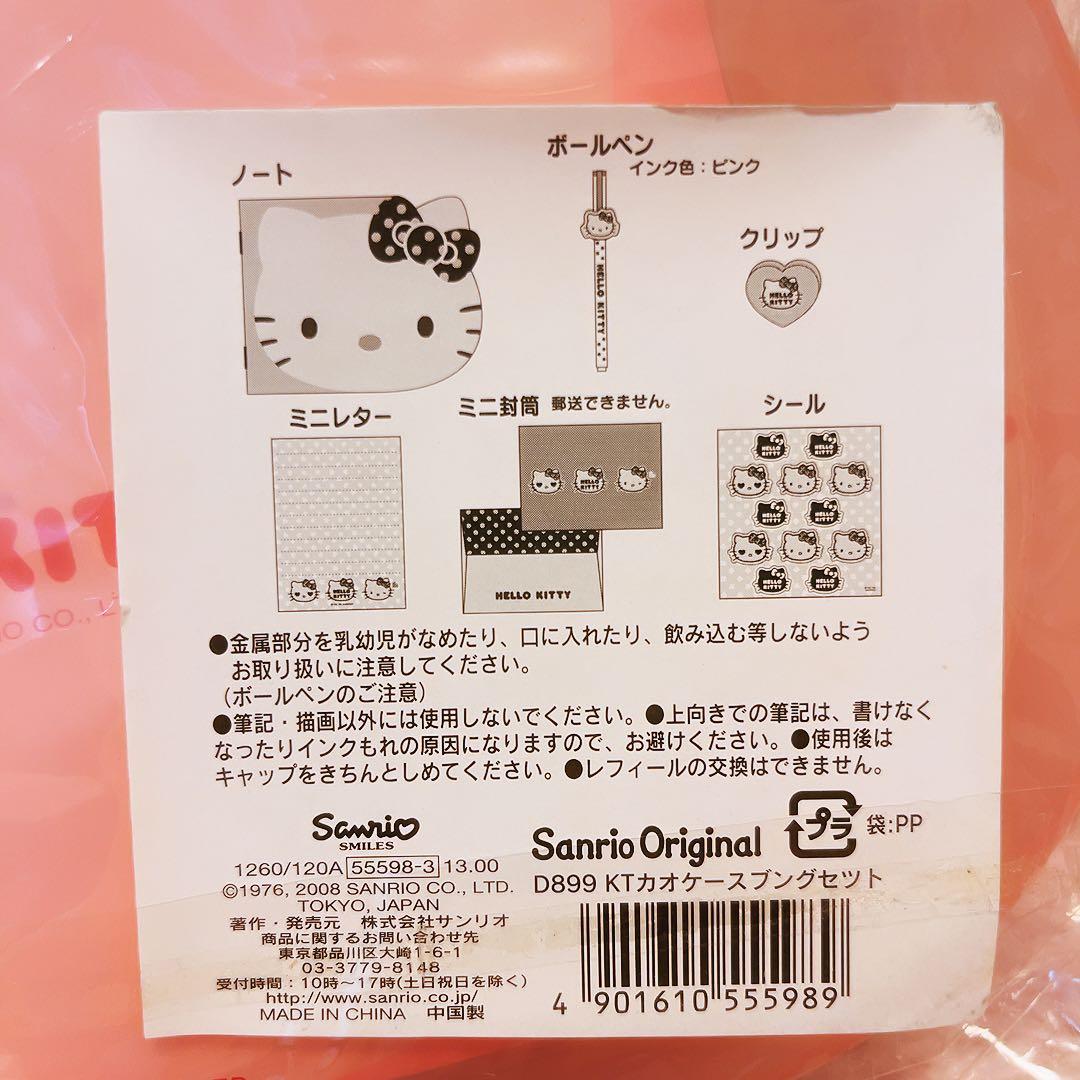 ノート
ボールペン
インク色：ピンク
クリップ
HELLO
KITTY
HELLO KITTY
ミニレター
ミニ封筒 郵送できません。
シール
HELLO KITTY
HELLO KITTY
HELLO KITTY
HELLO KITTY
●金属部分を乳幼児がなめたり、口に入れたり、飲み込む等しないよう
お取り扱いに注意してください。
（ボールペンのご注意）
●筆記・描画以外には使用しないでください。●上向きでの筆記は、書けなく
なったりインクもれの原因になりますので、お避けください。●使用後は
キャップをきちんとしめてください。●レフィールの交換はできません。
Sanrio
SMILES
1260/120A 55598-3 13.00
©1976, 2008 SANRIO CO., LTD.
TOKYO, JAPAN
著作・発売元 株式会社サンリオ
商品に関するお問い合わせ先
東京都品川区大崎1-6-1
03-3779-8148
受付時間：10時〜17時(土日祝日を除く)
http://www.sanrio.co.jp/
MADE IN CHINA 中国製
Sanrio Original
プラ 袋:PP
D899 KTカオケースブングセット
4 901610 555989